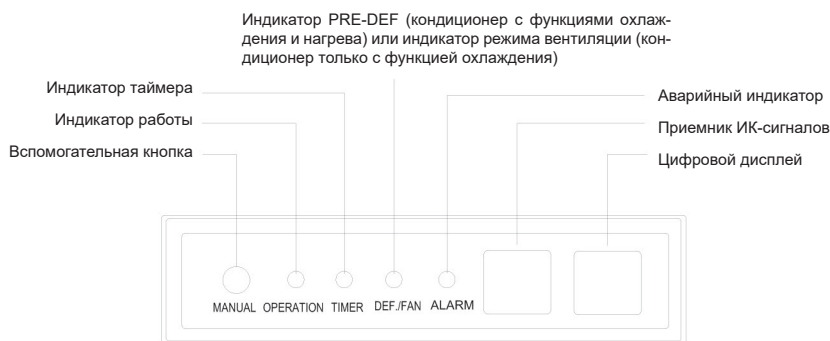 Индикатор PRE-DEF (кондиционер с функциями охлаж-
дения и нагрева) или индикатор режима вентиляции (кон-
диционер только с функцией охлаждения)
Индикатор таймера
Индикатор работы
Вспомогательная кнопка
Аварийный индикатор
Приемник ИК-сигналов
Цифровой дисплей
MANUAL OPERATION TIMER DEF./FAN ALARM